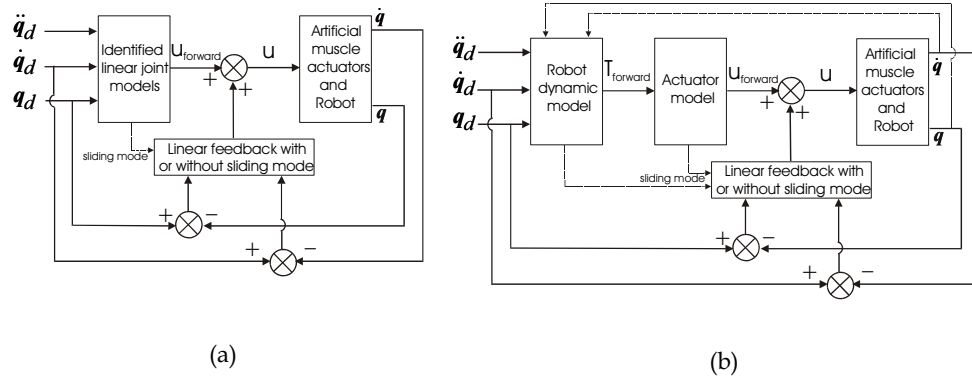 q̈d
q̇d
qd
Identified
linear joint
models
uforward
+
+
u
Artificial
muscle
actuators
and
Robot
q̇
q
sliding mode
Linear feedback with
or without sliding mode
+
−
+
−
(a)
q̈d
q̇d
qd
Robot
dynamic
model
Tforward
Actuator
model
uforward
+
+
u
Artificial
muscle
actuators
and
Robot
q̇
q
sliding mode
Linear feedback with
or without sliding mode
+
−
+
−
(b)